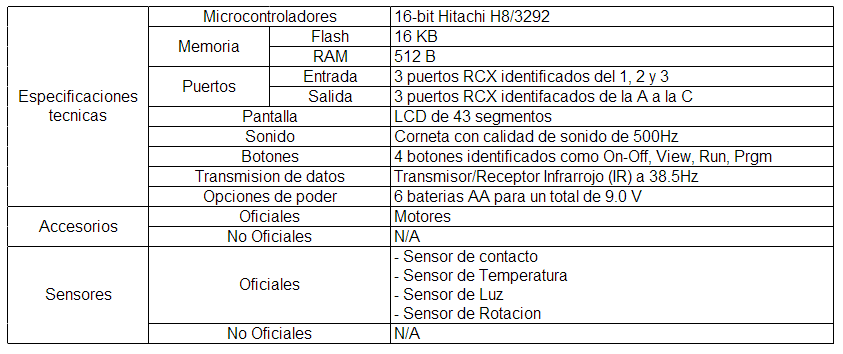 Microcontroladores 16-bit Hitachi H8/3292
Memoria Flash 16 KB
RAM 512 B
Puertos Entrada 3 puertos RCX identificados del 1, 2 y 3
Salida 3 puertos RCX identifacados de la A a la C
Especificaciones tecnicas
Pantalla LCD de 43 segmentos
Sonido Corneta con calidad de sonido de 500Hz
Botones 4 botones identificados como On-Off, View, Run, Prgm
Transmision de datos Transmisor/Receptor Infrarrojo (IR) a 38.5Hz
Opciones de poder 6 baterias AA para un total de 9.0 V
Accesorios Oficiales Motores
No Oficiales N/A
Sensores Oficiales
- Sensor de contacto
- Sensor de Temperatura
- Sensor de Luz
- Sensor de Rotacion
No Oficiales N/A